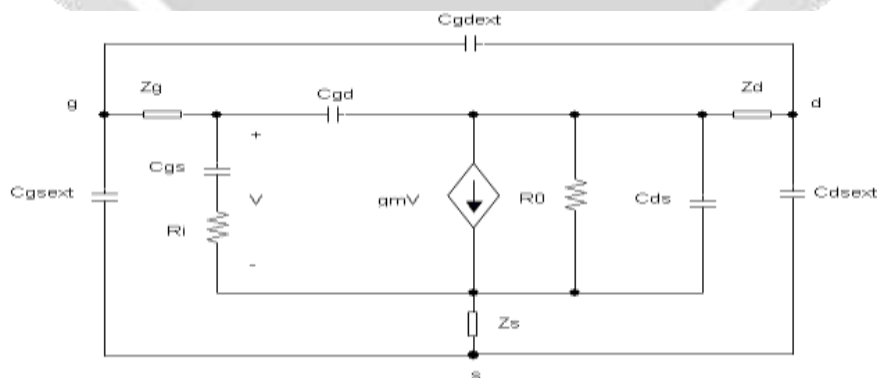 Cgdext
g
Zg
Cgd
Zd
d
+
Cgs
Cgsext
V
gmV
R0
Cds
Cdsext
Ri
-
Zs
s